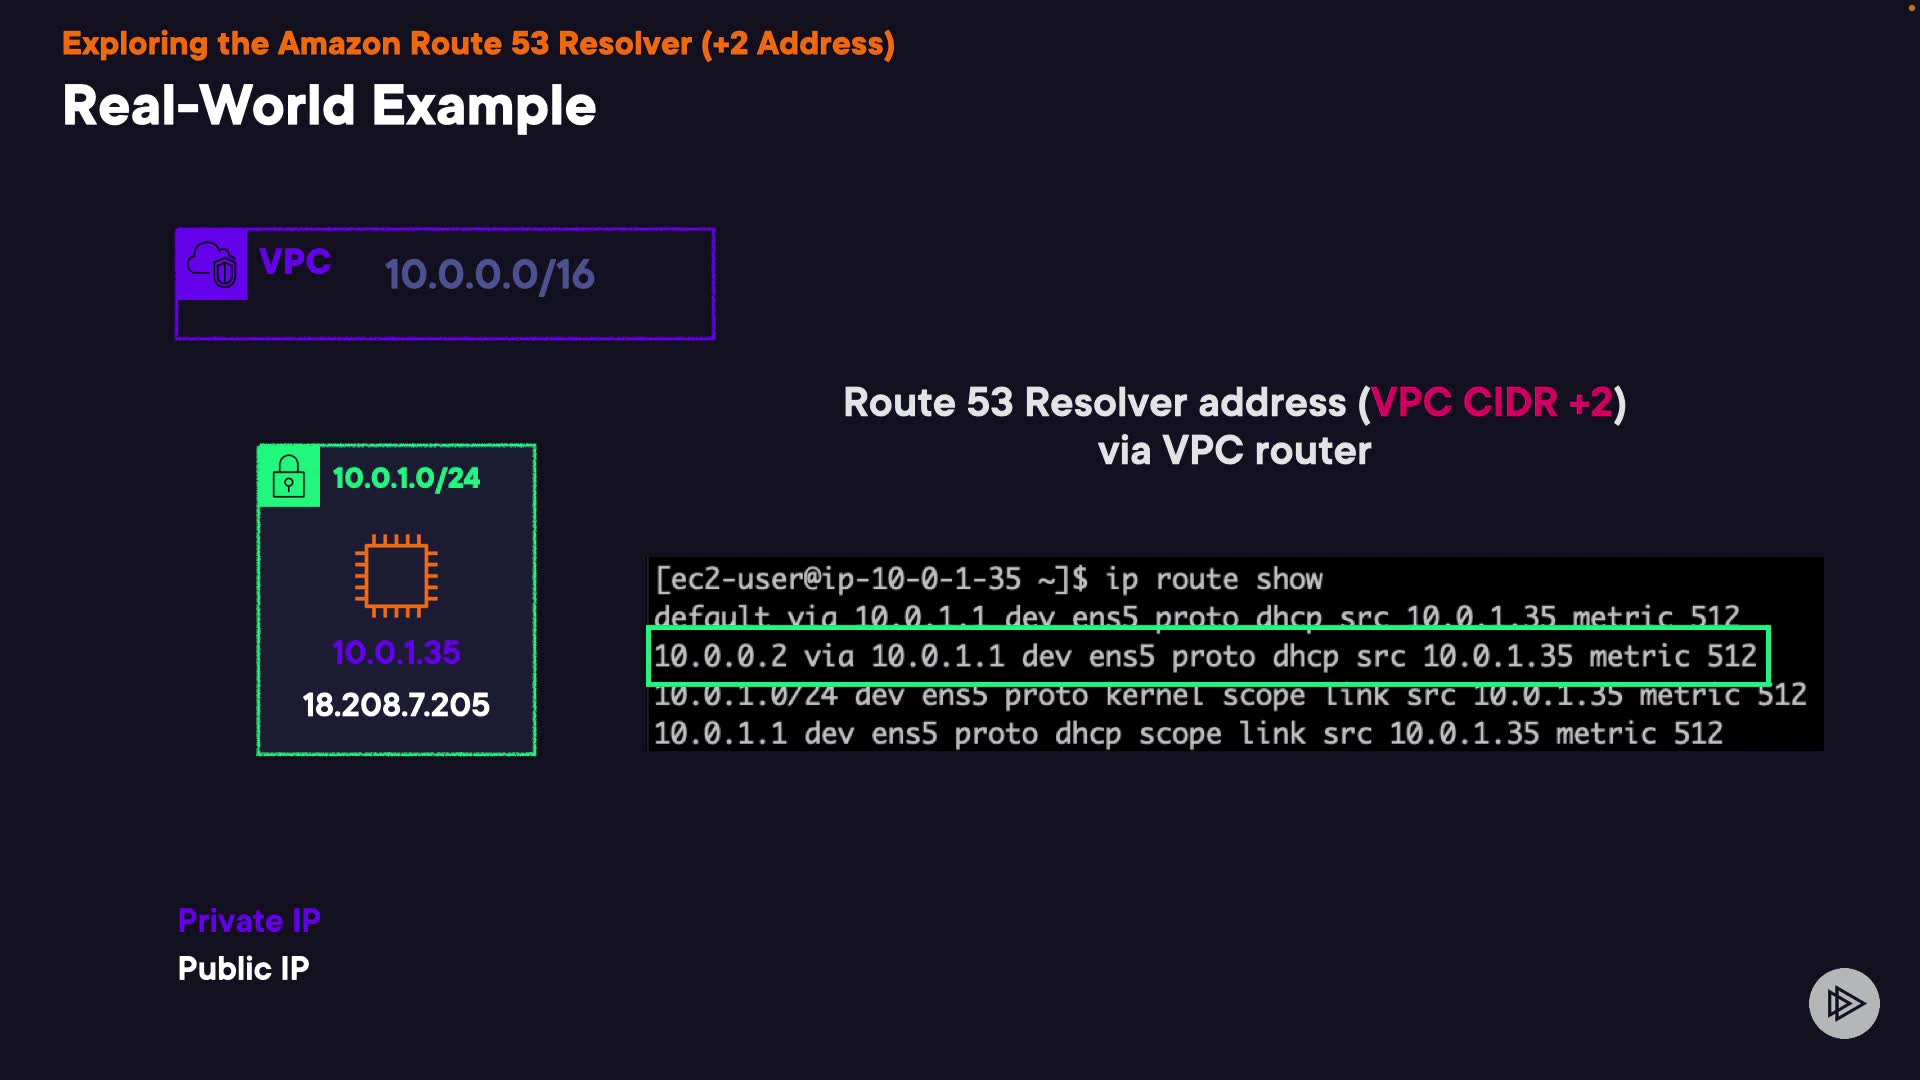 Exploring the Amazon Route 53 Resolver (+2 Address)
Real-World Example
VPC
10.0.0.0/16
Route 53 Resolver address (VPC CIDR +2)
via VPC router
10.0.1.0/24
10.0.1.35
18.208.7.205
[ec2-user@ip-10-0-1-35 ~]$ ip route show
default via 10.0.1.1 dev ens5 proto dhcp src 10.0.1.35 metric 512
10.0.0.2 via 10.0.1.1 dev ens5 proto dhcp src 10.0.1.35 metric 512
10.0.1.0/24 dev ens5 proto kernel scope link src 10.0.1.35 metric 512
10.0.1.1 dev ens5 proto dhcp scope link src 10.0.1.35 metric 512
Private IP
Public IP